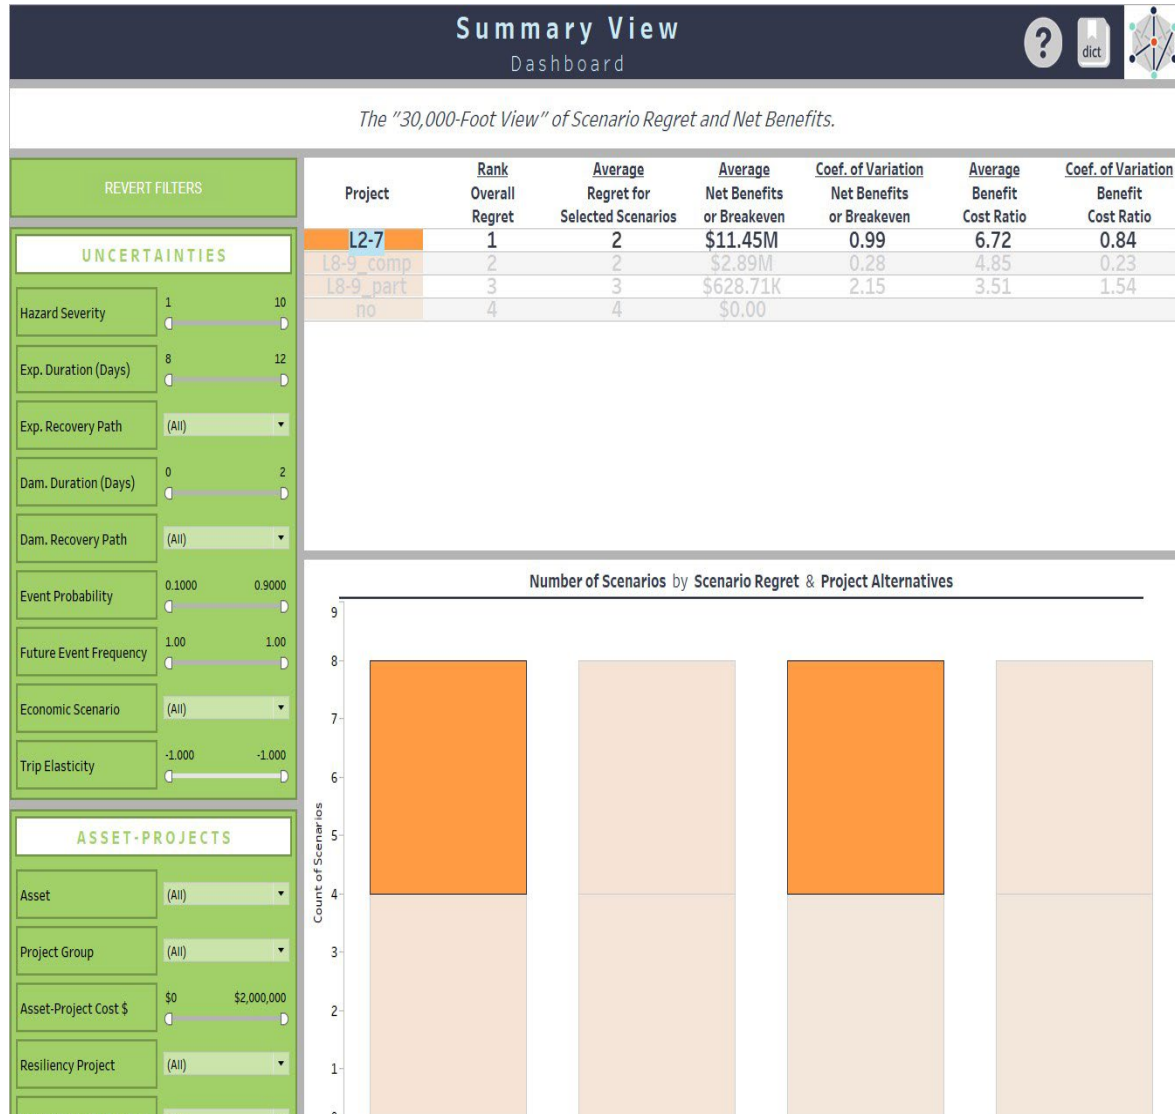 Summary View
Dashboard
dict
The "30,000-Foot View" of Scenario Regret and Net Benefits.
REVERT FILTERS
UNCERTAINTIES
Hazard Severity 1 10
Exp. Duration (Days) 8 12
Exp. Recovery Path (All)
Dam. Duration (Days) 0 2
Dam. Recovery Path (All)
Event Probability 0.1000 0.9000
Future Event Frequency 1.00 1.00
Economic Scenario (All)
Trip Elasticity -1.000 -1.000
ASSET-PROJECTS
Asset (All)
Project Group (All)
Asset-Project Cost $ $0 $2,000,000
Resiliency Project (All)
Rank Average Average Coef. of Variation Average Coef. of Variation
Project Overall Regret for Net Benefits Net Benefits Benefit Benefit
Regret Selected Scenarios or Breakeven or Breakeven Cost Ratio Cost Ratio
L2-7 1 2 $11.45M 0.99 6.72 0.84
L8-9_comp 2 2 $2.89M 0.28 4.85 0.23
L8-9_part 3 3 $628.71K 2.15 3.51 1.54
no 4 4 $0.00
Number of Scenarios by Scenario Regret & Project Alternatives
Count of Scenarios
9
8
7
6
5
4
3
2
1